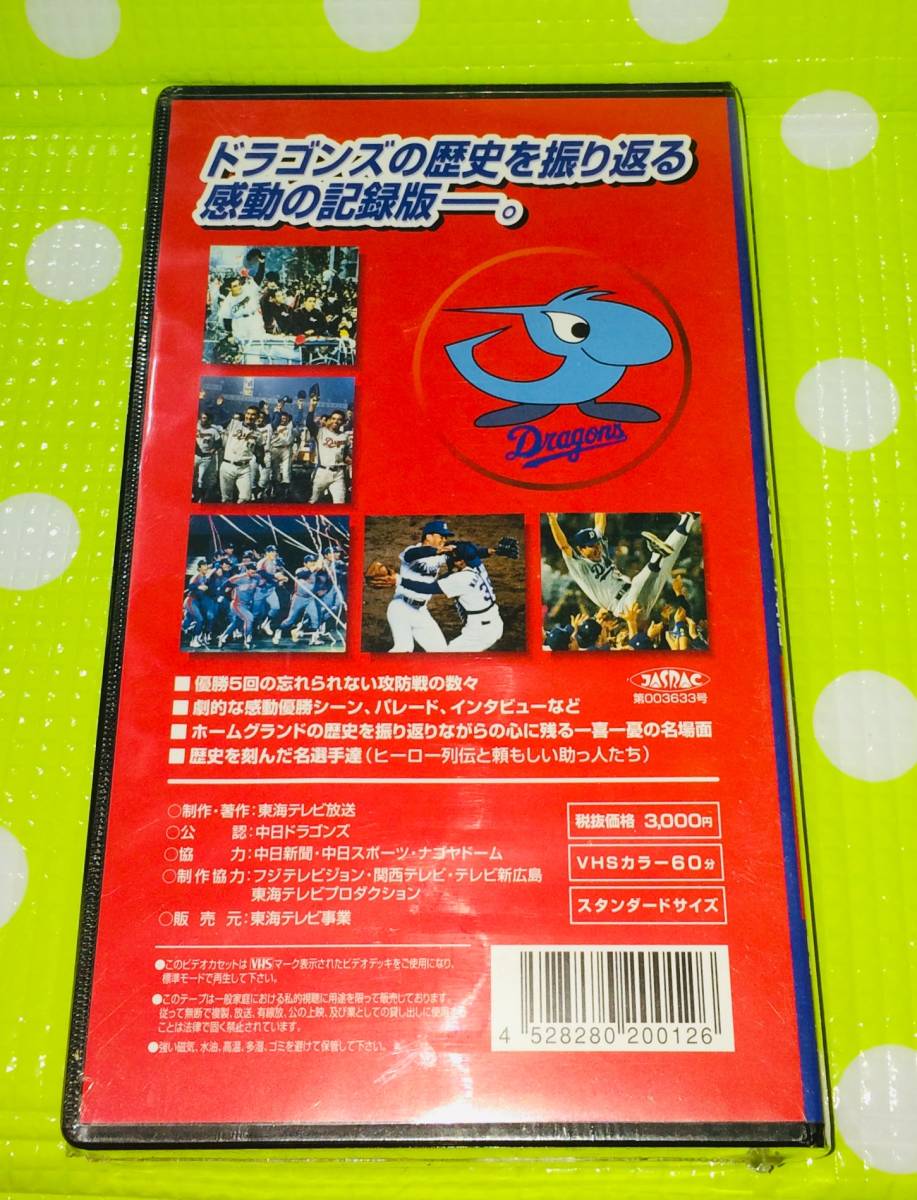 ドラゴンズの歴史を振り返る
感動の記録版―。
Dragons
■優勝5回の忘れられない攻防戦の数々
■劇的な感動優勝シーン、パレード、インタビューなど
■ホームグランドの歴史を振り返りながらの心に残る一喜一憂の名場面
■歴史を刻んだ名選手達(ヒーロー列伝と頼もしい助っ人たち)
JASRAC
第003633号
○制作・著作:東海テレビ放送
○公　認:中日ドラゴンズ
○協　力:中日新聞・中日スポーツ・ナゴヤドーム
○制作協力:フジテレビジョン・関西テレビ・テレビ新広島
東海テレビプロダクション
○販売元:東海テレビ事業
税抜価格 3,000円
VHSカラー60分
スタンダードサイズ
●このビデオカセットはVHSマーク表示されたビデオデッキをご使用になり、
標準モードで再生して下さい。
●このテープは一般家庭における私的視聴に用途を限って販売しております。
従って無断で複製、放送、有線放、公の上映、及び業としての貸し出しに使用する
ことは法律で固く禁止されています。
●強い磁気、水油、高温、多湿、ゴミを避けて保管して下さい。
4 528280 200126